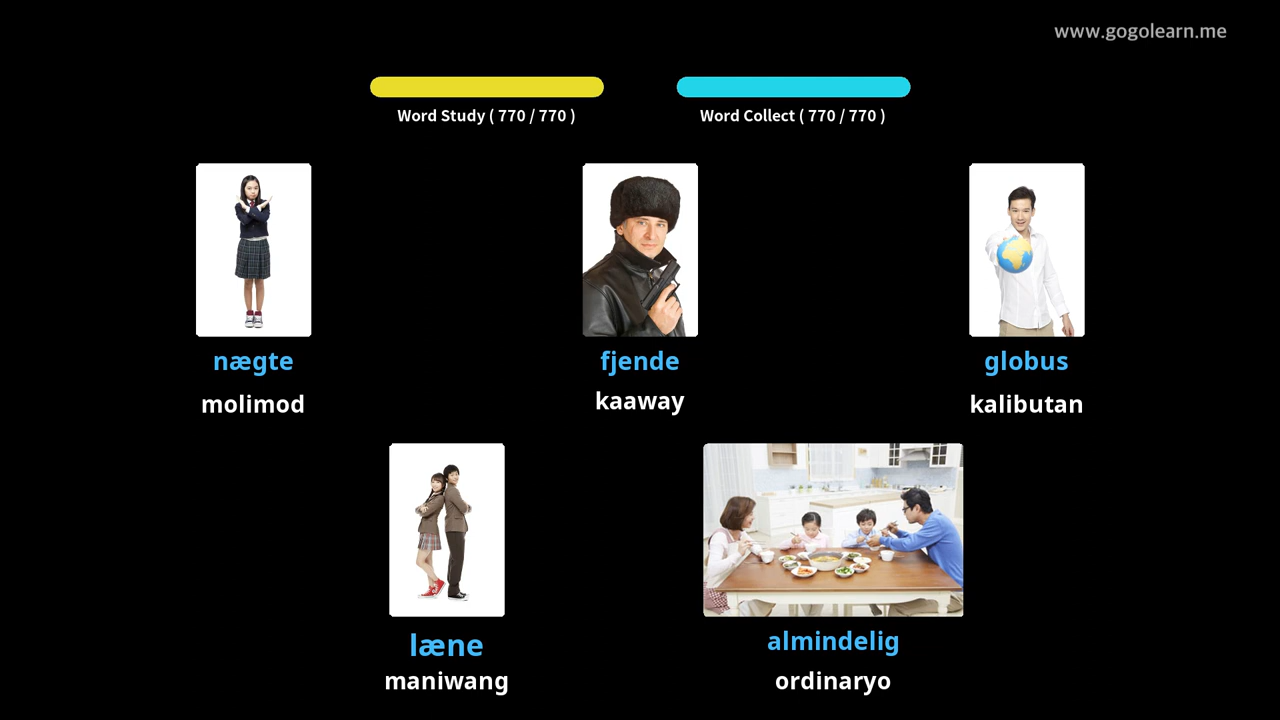 www.gogolearn.me
Word Study ( 770 / 770 )
Word Collect ( 770 / 770 )
nægte
molimod
fjende
kaaway
globus
kalibutan
læne
maniwang
almindelig
ordinaryo